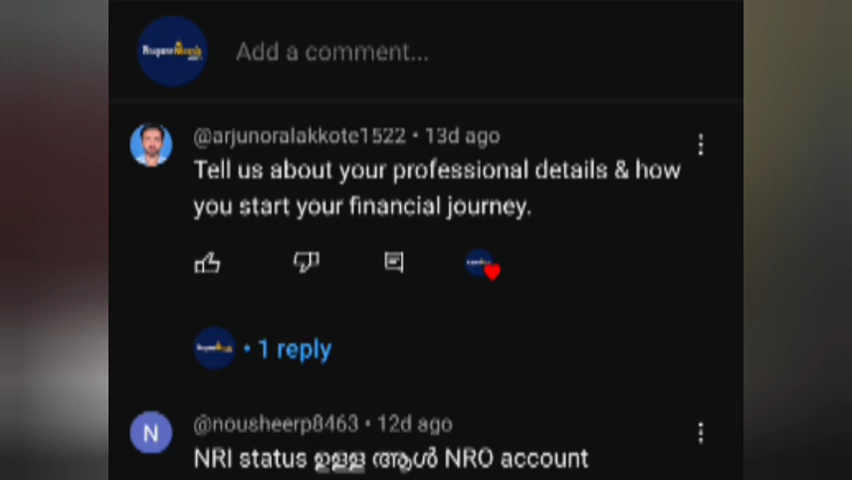 Add a comment...
@arjunoralakkote1522 • 13d ago
Tell us about your professional details & how
you start your financial journey.
• 1 reply
N
@nousheerp8463 • 12d ago
NRI status ഉള്ള ആൾ NRO account